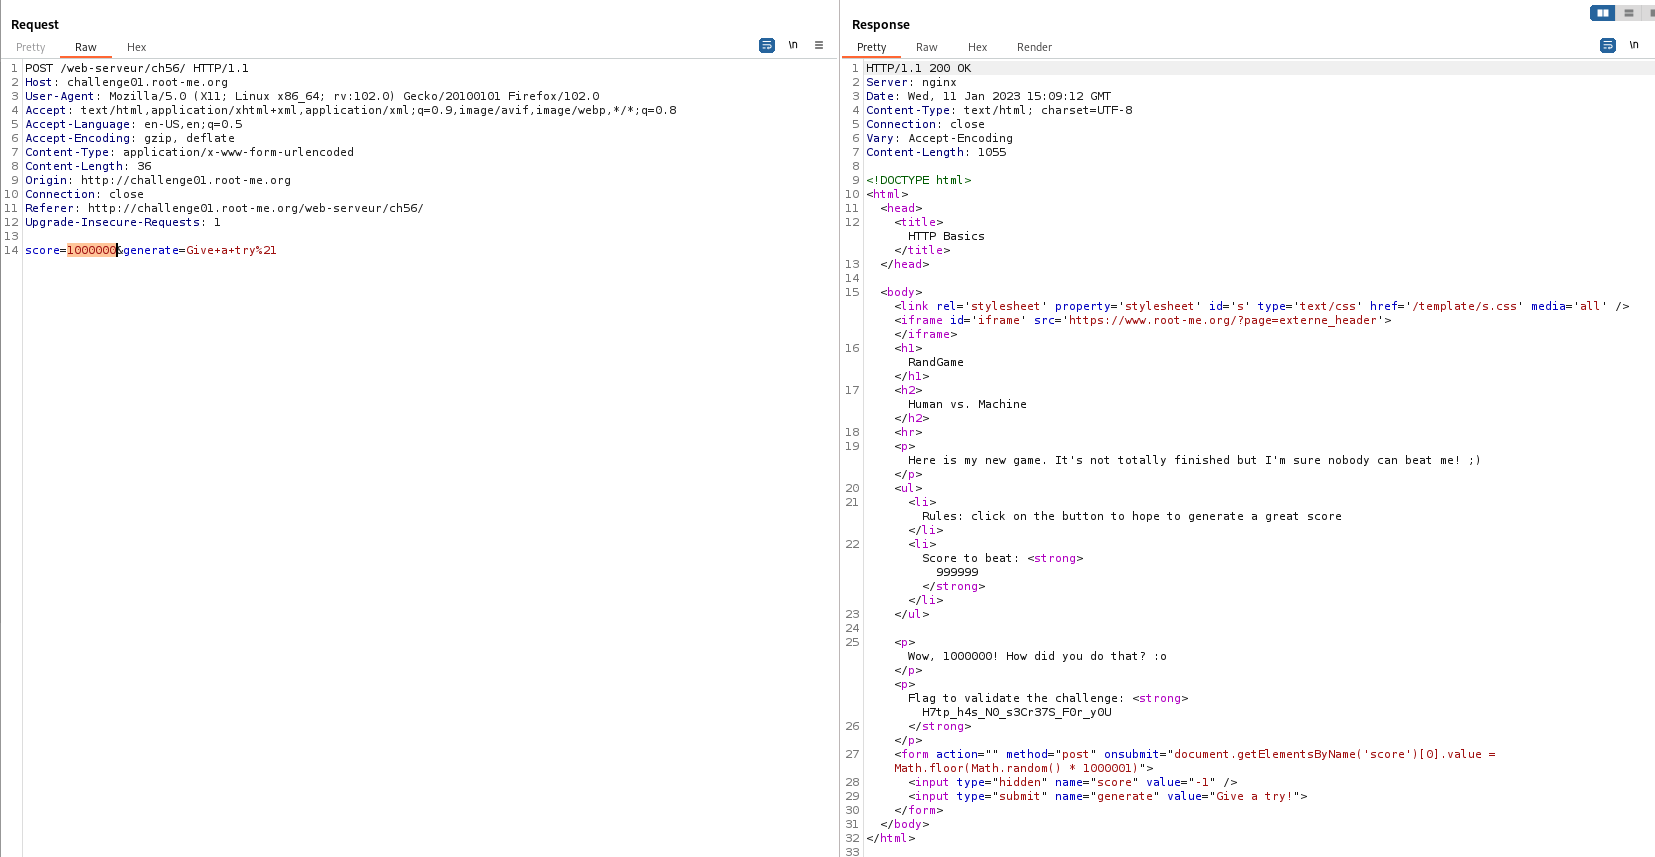 Request
Pretty Raw Hex \n
1 POST /web-serveur/ch56/ HTTP/1.1
2 Host: challenge01.root-me.org
3 User-Agent: Mozilla/5.0 (X11; Linux x86_64; rv:102.0) Gecko/20100101 Firefox/102.0
4 Accept: text/html,application/xhtml+xml,application/xml;q=0.9,image/avif,image/webp,*/*;q=0.8
5 Accept-Language: en-US,en;q=0.5
6 Accept-Encoding: gzip, deflate
7 Content-Type: application/x-www-form-urlencoded
8 Content-Length: 36
9 Origin: http://challenge01.root-me.org
10 Connection: close
11 Referer: http://challenge01.root-me.org/web-serveur/ch56/
12 Upgrade-Insecure-Requests: 1
13
14 score=1000000&generate=Give+a+try%21
Response
Pretty Raw Hex Render \n
1 HTTP/1.1 200 OK
2 Server: nginx
3 Date: Wed, 11 Jan 2023 15:09:12 GMT
4 Content-Type: text/html; charset=UTF-8
5 Connection: close
6 Vary: Accept-Encoding
7 Content-Length: 1055
8
9 <!DOCTYPE html>
10 <html>
11 <head>
12 <title>
HTTP Basics
</title>
13 </head>
14
15 <body>
<link rel='stylesheet' property='stylesheet' id='s' type='text/css' href='/template/s.css' media='all' />
<iframe id='iframe' src='https://www.root-me.org/?page=externe_header'>
</iframe>
16 <h1>
RandGame
</h1>
17 <h2>
Human vs. Machine
</h2>
18 <hr>
19 <p>
Here is my new game. It's not totally finished but I'm sure nobody can beat me! ;)
</p>
20 <ul>
21 <li>
Rules: click on the button to hope to generate a great score
</li>
22 <li>
Score to beat: <strong>
999999
</strong>
</li>
23 </ul>
24
25 <p>
Wow, 1000000! How did you do that? :o
</p>
<p>
Flag to validate the challenge: <strong>
H7tp_h4s_N0_s3Cr37S_F0r_y0U
26 </strong>
</p>
27 <form action="" method="post" onsubmit="document.getElementsByName('score')[0].value =
Math.floor(Math.random() * 1000001)">
28 <input type="hidden" name="score" value="-1" />
29 <input type="submit" name="generate" value="Give a try!">
30 </form>
31 </body>
32 </html>
33